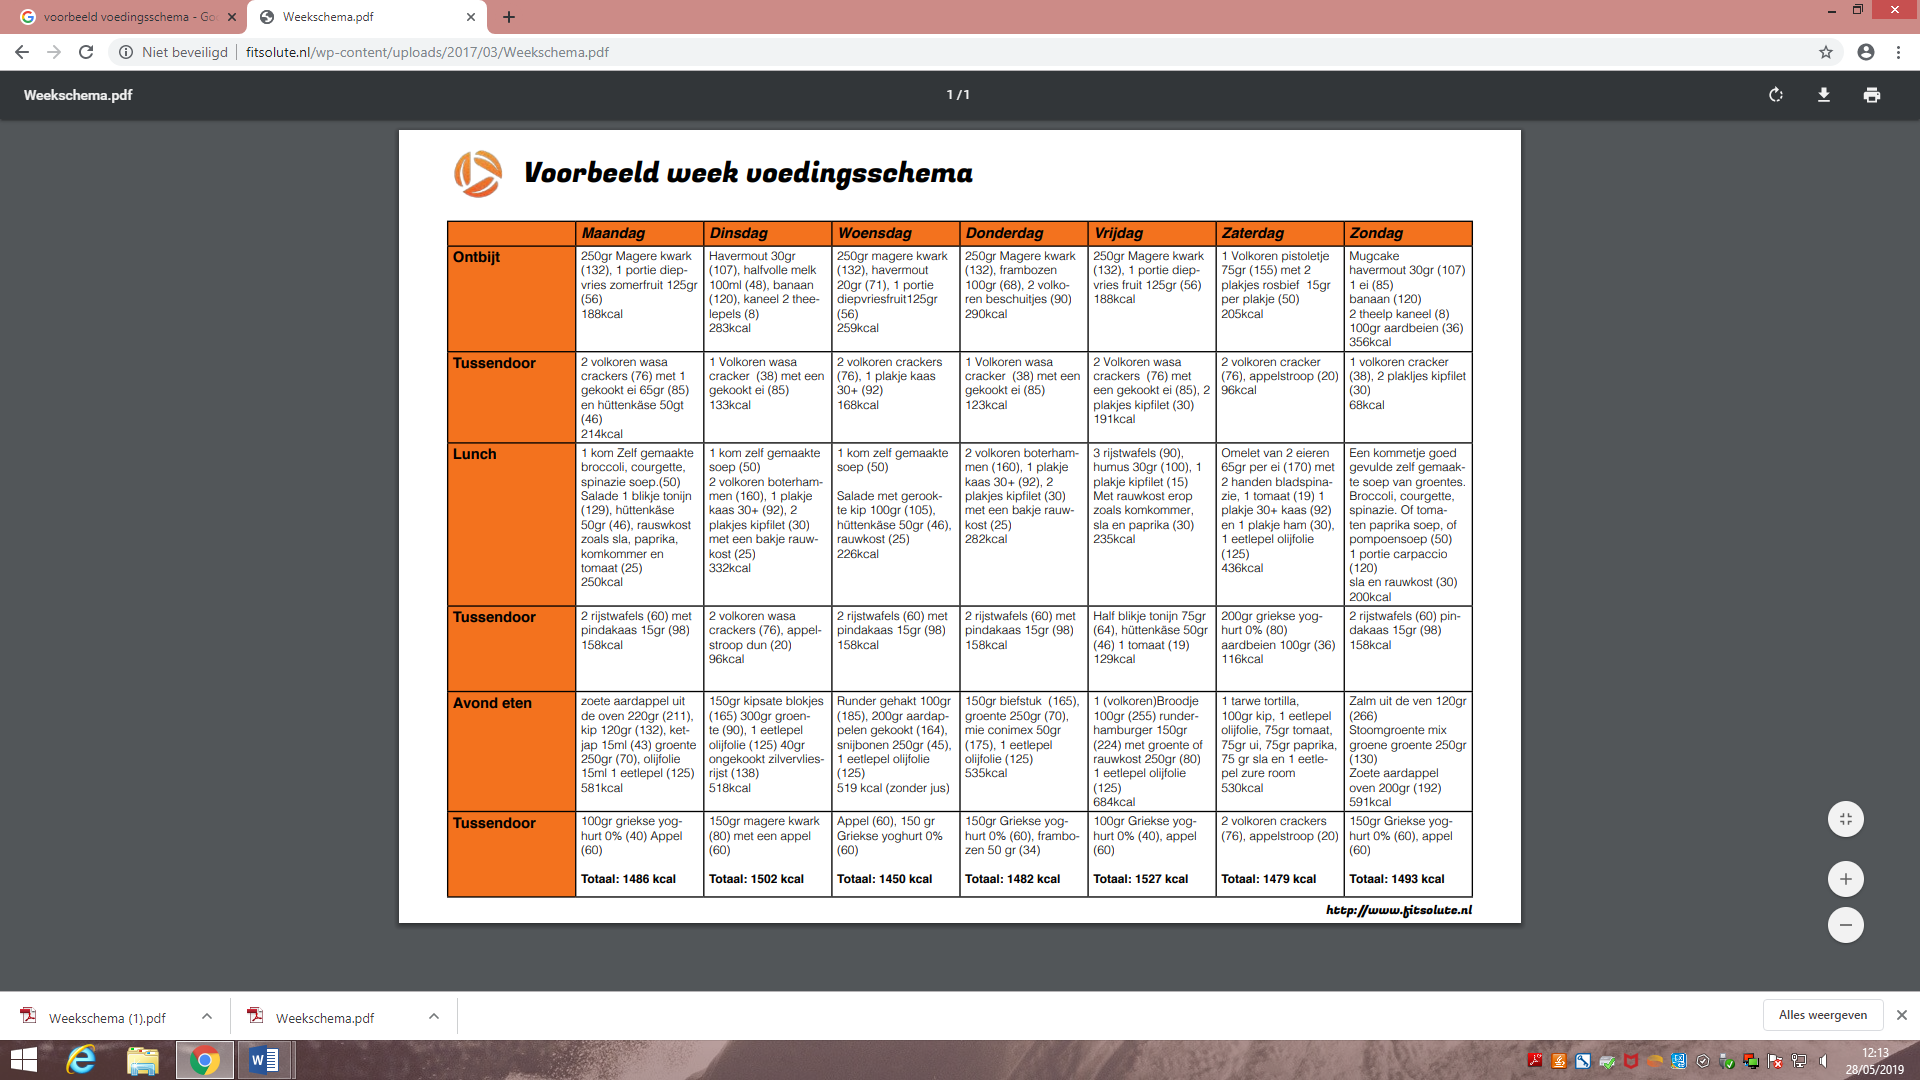 voorbeeld voedingsschema - Go
Weekschema.pdf
Niet beveiligd
fitsolute.nl/wp-content/uploads/2017/03/Weekschema.pdf
Weekschema.pdf
1 / 1
Voorbeeld week voedingsschema
Maandag Dinsdag Woensdag Donderdag Vrijdag Zaterdag Zondag
Ontbijt
250gr Magere kwark
(132), 1 portie diep-
vries zomerfruit 125gr
(56)
188kcal
Havermout 30gr
(107), halfvolle melk
100ml (48), banaan
(120), kaneel 2 thee-
lepels (8)
283kcal
250gr magere kwark
(132), havermout
20gr (71), 1 portie
diepvriesfruit125gr
(56)
259kcal
250gr Magere kwark
(132), frambozen
100gr (68), 2 volko-
ren beschuitjes (90)
290kcal
250gr Magere kwark
(132), 1 portie diep-
vries fruit 125gr (56)
188kcal
1 Volkoren pistoletje
75gr (155) met 2
plakjes rosbief 15gr
per plakje (50)
205kcal
Mugcake
havermout 30gr (107)
1 ei (85)
banaan (120)
2 theelp kaneel (8)
100gr aardbeien (36)
356kcal
Tussendoor
2 volkoren wasa
crackers (76) met 1
gekookt ei 65gr (85)
en hüttenkäse 50gt
(46)
214kcal
1 Volkoren wasa
cracker (38) met een
gekookt ei (85)
133kcal
2 volkoren crackers
(76), 1 plakje kaas
30+ (92)
168kcal
1 Volkoren wasa
cracker (38) met een
gekookt ei (85)
123kcal
2 Volkoren wasa
crackers (76) met
een gekookt ei (85), 2
plakjes kipfilet (30)
191kcal
2 volkoren cracker
(76), appelstroop (20)
96kcal
1 volkoren cracker
(38), 2 plakljes kipfilet
(30)
68kcal
Lunch
1 kom Zelf gemaakte
broccoli, courgette,
spinazie soep.(50)
Salade 1 blikje tonijn
(129), hüttenkäse
50gr (46), rauswkost
zoals sla, paprika,
komkommer en
tomaat (25)
250kcal
1 kom zelf gemaakte
soep (50)
2 volkoren boterham-
men (160), 1 plakje
kaas 30+ (92), 2
plakjes kipfilet (30)
met een bakje rauw-
kost (25)
332kcal
1 kom zelf gemaakte
soep (50)
Salade met gerook-
te kip 100gr (105),
hüttenkäse 50gr (46),
rauwkost (25)
226kcal
2 volkoren boterham-
men (160), 1 plakje
kaas 30+ (92), 2
plakjes kipfilet (30)
met een bakje rauw-
kost (25)
282kcal
3 rijstwafels (90),
humus 30gr (100), 1
plakje kipfilet (15)
Met rauwkost erop
zoals komkommer,
sla en paprika (30)
235kcal
Omelet van 2 eieren
65gr per ei (170) met
2 handen bladspina-
zie, 1 tomaat (19) 1
plakje 30+ kaas (92)
en 1 plakje ham (30),
1 eetlepel olijfolie
(125)
436kcal
Een kommetje goed
gevulde zelf gemaak-
te soep van groentes.
Broccoli, courgette,
spinazie. Of toma-
ten paprika soep, of
pompoensoep (50)
1 portie carpaccio
(120)
sla en rauwkost (30)
200kcal
Tussendoor
2 rijstwafels (60) met
pindakaas 15gr (98)
158kcal
2 volkoren wasa
crackers (76), appel-
stroop dun (20)
96kcal
2 rijstwafels (60) met
pindakaas 15gr (98)
158kcal
2 rijstwafels (60) met
pindakaas 15gr (98)
158kcal
Half blikje tonijn 75gr
(64), hüttenkäse 50gr
(46) 1 tomaat (19)
129kcal
200gr griekse yog-
hurt 0% (80)
aardbeien 100gr (36)
116kcal
2 rijstwafels (60) pin-
dakaas 15gr (98)
158kcal
Avond eten
zoete aardappel uit
de oven 220gr (211),
kip 120gr (132), ket-
jap 15ml (43) groente
250gr (70), olijfolie
15ml 1 eetlepel (125)
581kcal
150gr kipsate blokjes
(165) 300gr groen-
te (90), 1 eetlepel
olijfolie (125) 40gr
ongekookt zilvervlies-
rijst (138)
518kcal
Runder gehakt 100gr
(185), 200gr aardap-
pelen gekookt (164),
snijbonen 250gr (45),
1 eetlepel olijfolie
(125)
519 kcal (zonder jus)
150gr biefstuk (165),
groente 250gr (70),
mie conimex 50gr
(175), 1 eetlepel
olijfolie (125)
535kcal
1 (volkoren)Broodje
100gr (255) runder-
hamburger 150gr
(224) met groente of
rauwkost 250gr (80)
1 eetlepel olijfolie
(125)
684kcal
1 tarwe tortilla,
100gr kip, 1 eetlepel
olijfolie, 75gr tomaat,
75gr ui, 75gr paprika,
75 gr sla en 1 eetle-
pel zure room
530kcal
Zalm uit de ven 120gr
(266)
Stoomgroente mix
groene groente 250gr
(130)
Zoete aardappel
oven 200gr (192)
591kcal
Tussendoor
100gr griekse yog-
hurt 0% (40) Appel
(60)
Totaal: 1486 kcal
150gr magere kwark
(80) met een appel
(60)
Totaal: 1502 kcal
Appel (60), 150 gr
Griekse yoghurt 0%
(60)
Totaal: 1450 kcal
150gr Griekse yog-
hurt 0% (60), frambo-
zen 50 gr (34)
Totaal: 1482 kcal
100gr Griekse yog-
hurt 0% (40), appel
(60)
Totaal: 1527 kcal
2 volkoren crackers
(76), appelstroop (20)
Totaal: 1479 kcal
150gr Griekse yog-
hurt 0% (60), appel
(60)
Totaal: 1493 kcal
http://www.fitsolute.nl
Weekschema (1).pdf
Weekschema.pdf
Alles weergeven
12:13
28/05/2019